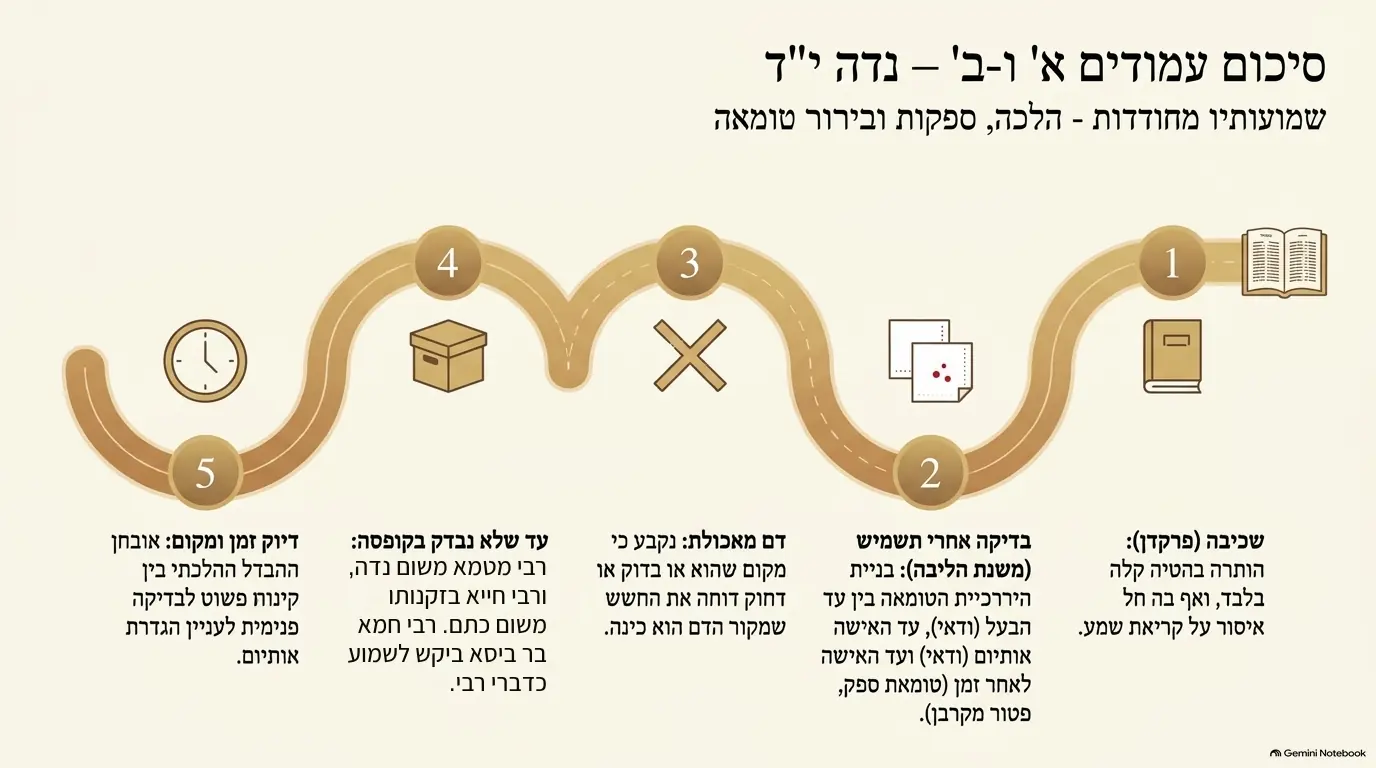 סיכום עמודים א' ו-ב' – נדה י"ד
שמועותיו מחודדות - הלכה, ספקות ובירור טומאה
1
2
3
4
5
שכיבה (פרקדן):
הותרה בהטיה קלה
בלבד, ואף בה חל
איסור על קריאת שמע.
בדיקה אחרי תשמיש
(משנת הליבה): בניית
היררכיית הטומאה בין עד
הבעל (ודאי), עד האישה
אותיום (ודאי) ועד האישה
לאחר זמן (טומאת ספק,
פטור מקרבן).
דם מאכולת: נקבע כי
מקום שהוא או בדוק או
דחוק דוחה את החשש
שמקור הדם הוא כינה.
עד שלא נבדק בקופסה:
רבי מטמא משום נדה,
ורבי חייא בזקנותו
משום כתם. רבי חמא
בר ביסא ביקש לשמוע
כדברי רבי.
דיוק זמן ומקום: אובחן
ההבדל ההלכתי בין
קינוח פשוט לבדיקה
פנימית לעניין הגדרת
אותיום.
Gemini Notebook